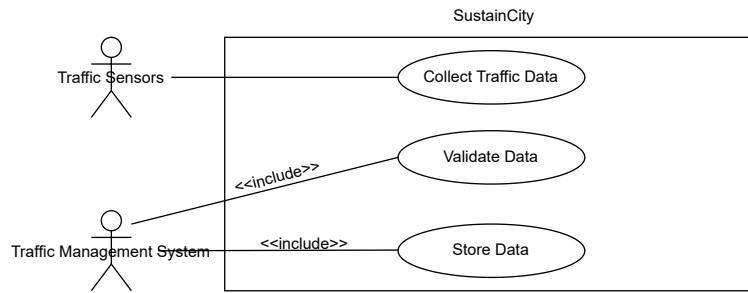 SustainCity
Traffic Sensors
Collect Traffic Data
<<include>>
Validate Data
Traffic Management System
<<include>>
Store Data